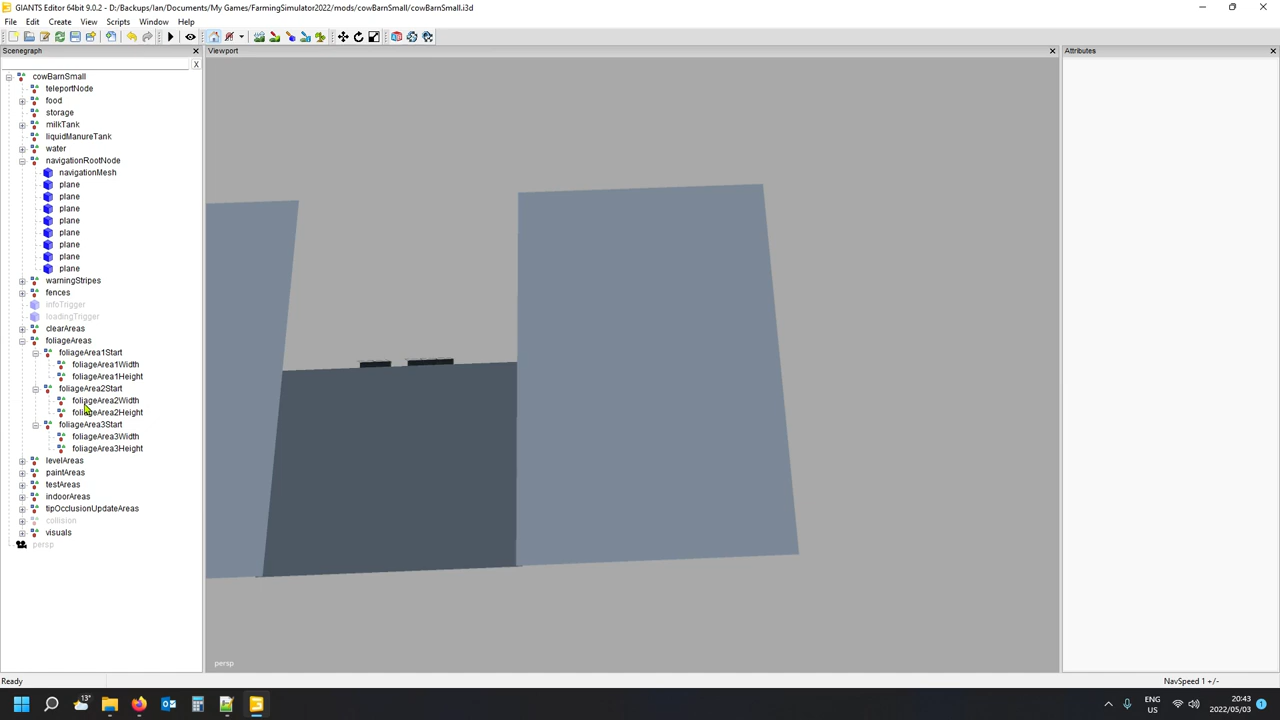 GIANTS Editor 64bit 9.0.4 - D:/Backups/Ian/Documents/My Games/FarmingSimulator2022/mods/cowBarnSmall/cowBarnSmall.i3d
File Edit Create View Scripts Window Help
Scenegraph
Viewport
Attributes
X
cowBarnSmall
teleportNode
food
storage
milkTank
liquidManureTank
water
navigationRootNode
navigationMesh
plane
plane
plane
plane
plane
plane
plane
plane
warningStripes
fences
infoTrigger
loadingTrigger
clearAreas
foliageAreas
foliageArea1Start
foliageArea1Width
foliageArea1Height
foliageArea2Start
foliageArea2Width
foliageArea2Height
foliageArea3Start
foliageArea3Width
foliageArea3Height
levelAreas
paintAreas
testAreas
indoorAreas
tipOcclusionUpdateAreas
collision
visuals
persp
persp
Ready
NavSpeed 1 +/-
13°
ENG
US
20:43
2022/05/03
1